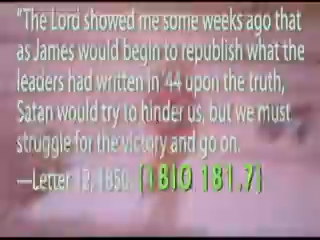 "The Lord showed me some weeks ago that
as James would begin to republish what the
leaders had written in '44 upon the truth,
Satan would try to hinder us, but we must
struggle for the victory and go on.
—Letter 12, 1850. {1BIO 181.7}